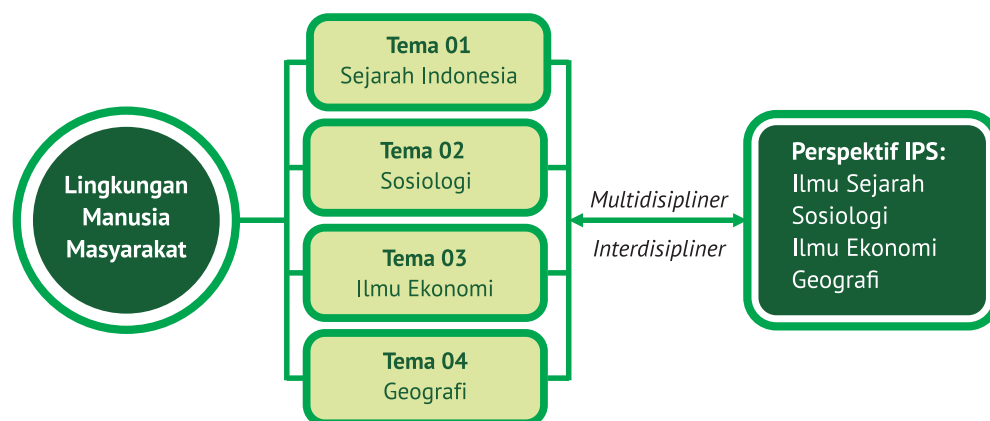 Lingkungan
Manusia
Masyarakat
Tema 01
Sejarah Indonesia
Tema 02
Sosiologi
Tema 03
Ilmu Ekonomi
Tema 04
Geografi
Multidisipliner
Interdisipliner
Perspektif IPS:
Ilmu Sejarah
Sosiologi
Ilmu Ekonomi
Geografi